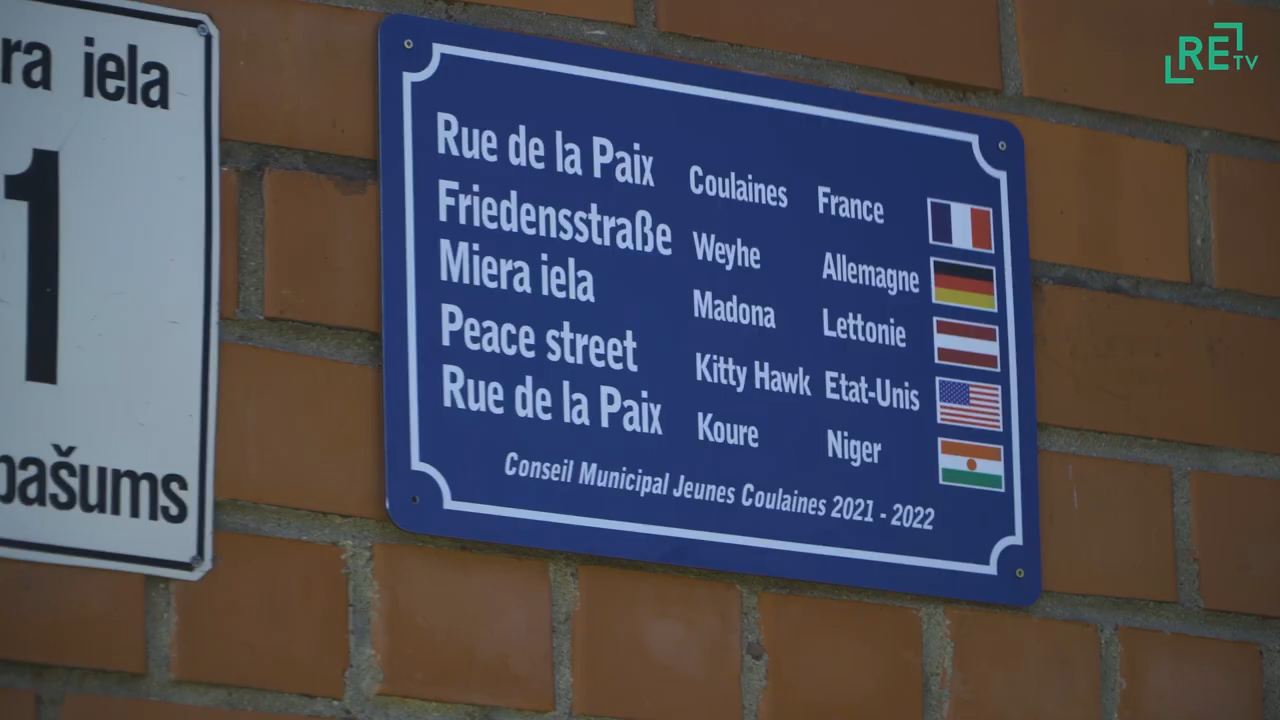 ra iela
1
pašums
Rue de la Paix Coulaines France
Friedensstraße Weyhe Allemagne
Miera iela Madona Lettonie
Peace street Kitty Hawk Etat-Unis
Rue de la Paix Koure Niger
Conseil Municipal Jeunes Coulaines 2021 - 2022
RE TV